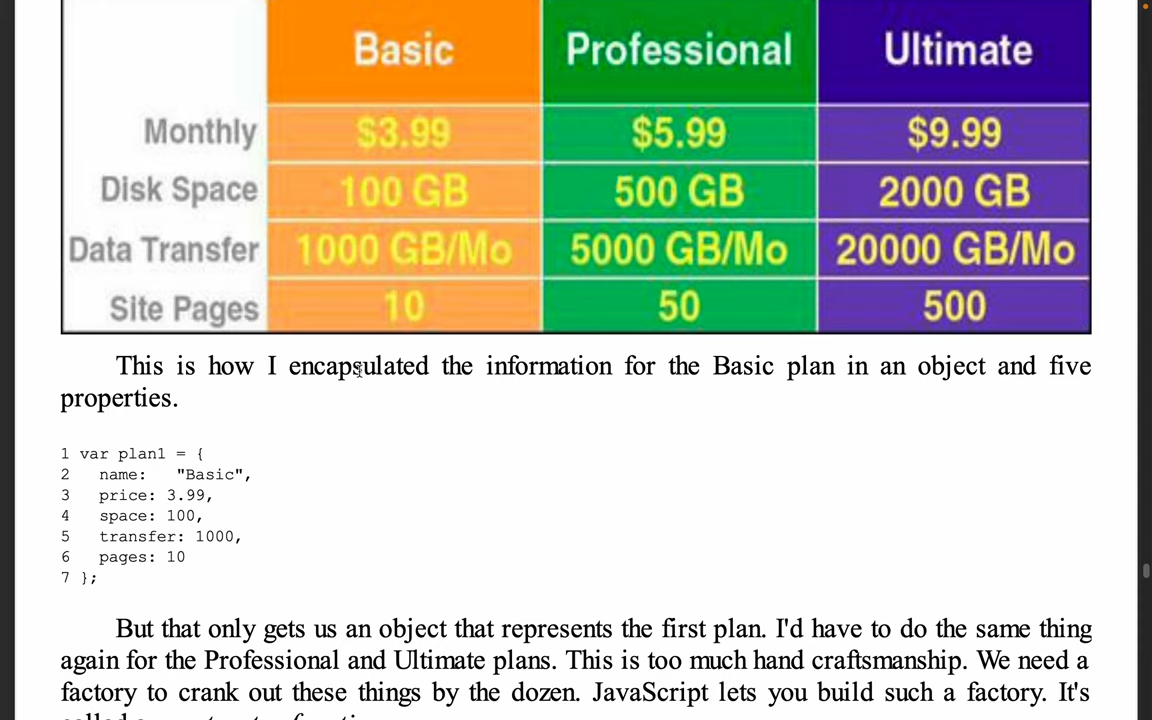 Basic Professional Ultimate
Monthly $3.99 $5.99 $9.99
Disk Space 100 GB 500 GB 2000 GB
Data Transfer 1000 GB/Mo 5000 GB/Mo 20000 GB/Mo
Site Pages 10 50 500
This is how I encapsulated the information for the Basic plan in an object and five
properties.
1 var plan1 = {
2   name:   "Basic",
3   price: 3.99,
4   space: 100,
5   transfer: 1000,
6   pages: 10
7 };
But that only gets us an object that represents the first plan. I'd have to do the same thing
again for the Professional and Ultimate plans. This is too much hand craftsmanship. We need a
factory to crank out these things by the dozen. JavaScript lets you build such a factory. It's